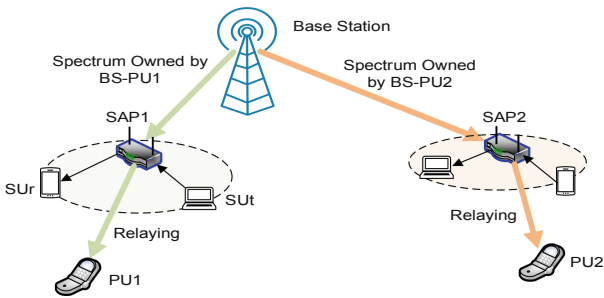 Base Station
Spectrum Owned by
BS-PU1
Spectrum Owned
by BS-PU2
SAP1
SAP2
SUr
SUt
Relaying
Relaying
PU1
PU2